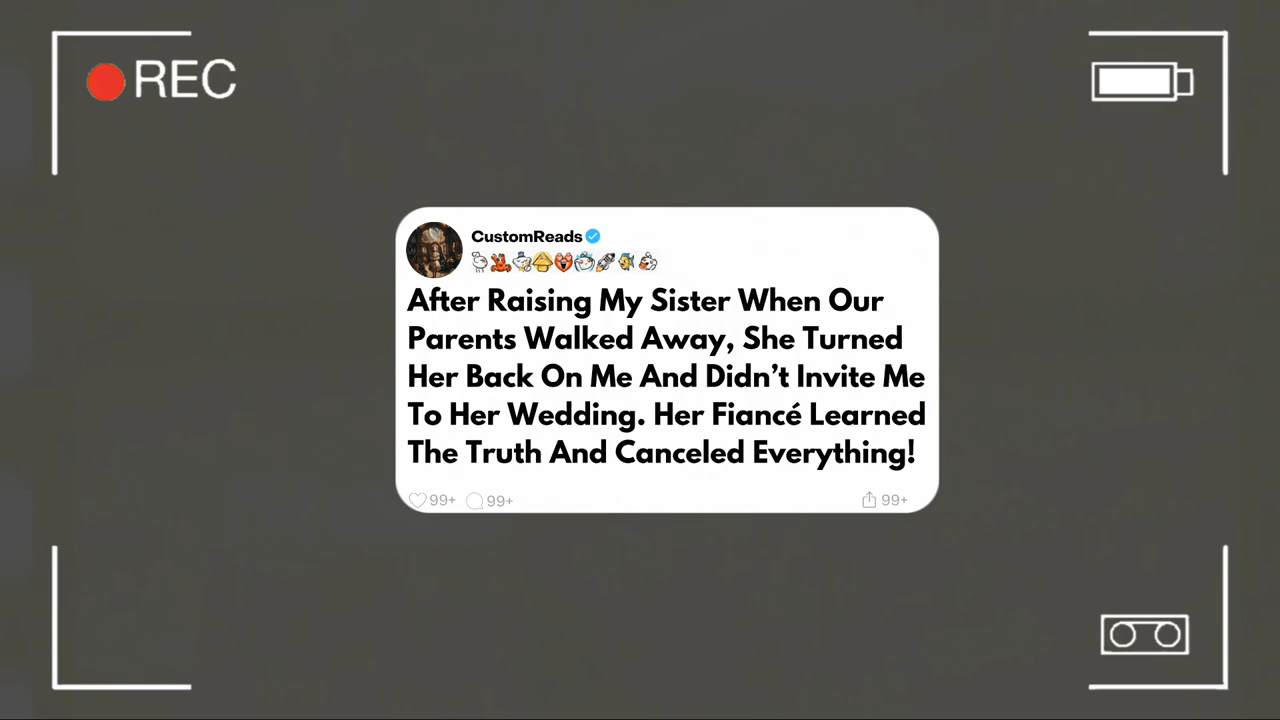 REC
CustomReads
After Raising My Sister When Our
Parents Walked Away, She Turned
Her Back On Me And Didn’t Invite Me
To Her Wedding. Her Fiancé Learned
The Truth And Canceled Everything!
99+ 99+ 99+